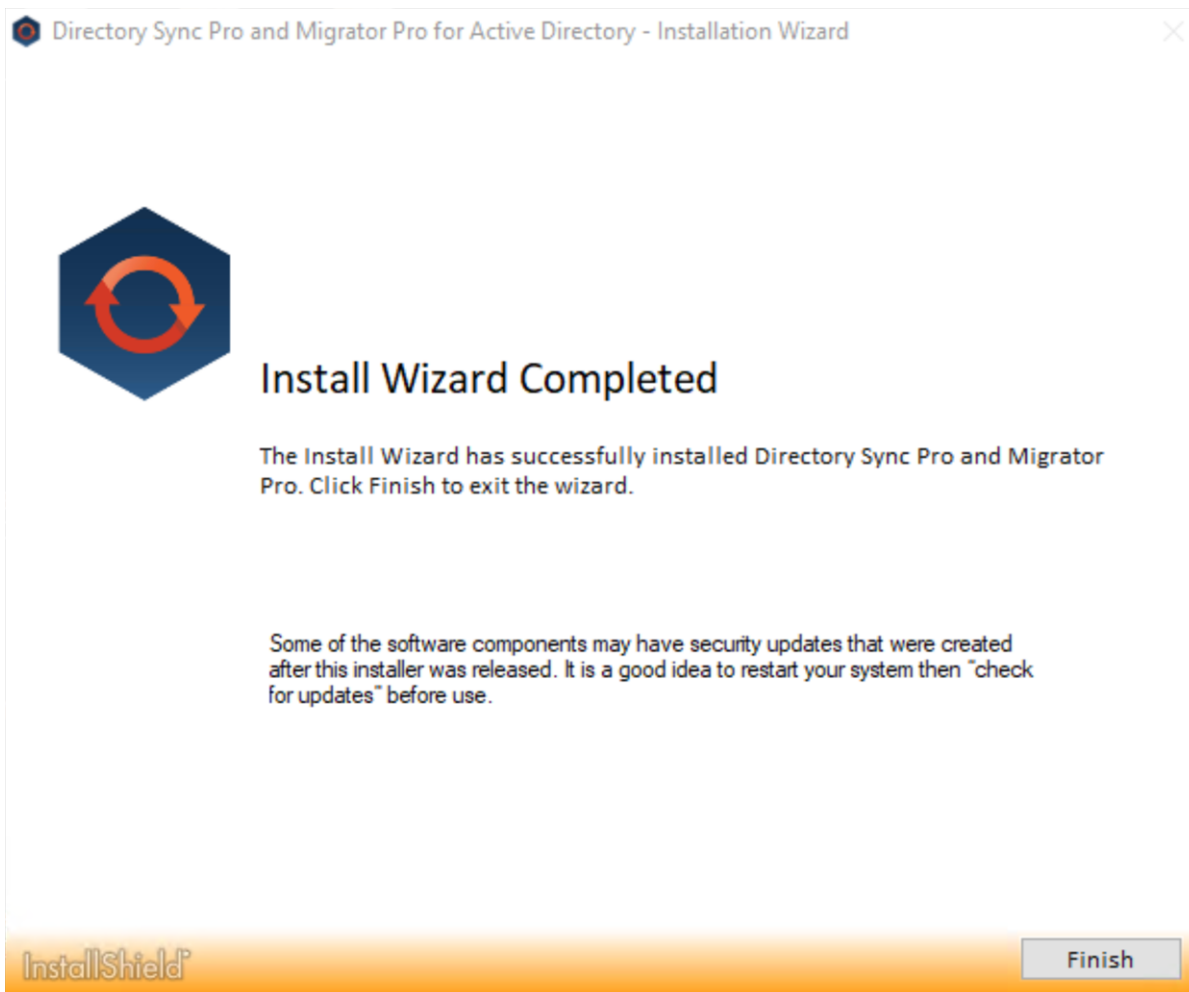 Directory Sync Pro and Migrator Pro for Active Directory - Installation Wizard
Install Wizard Completed
The Install Wizard has successfully installed Directory Sync Pro and Migrator
Pro. Click Finish to exit the wizard.
Some of the software components may have security updates that were created
after this installer was released. It is a good idea to restart your system then "check
for updates" before use.
InstallShield™
Finish